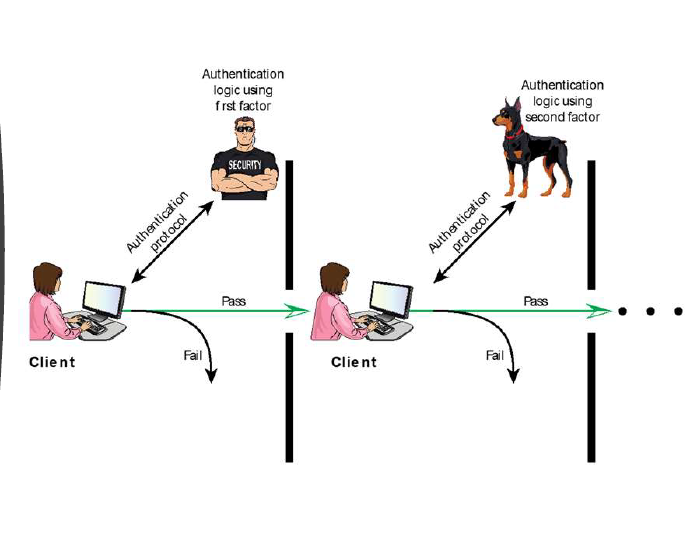 Authentication
logic using
first factor
Authentication
logic using
second factor
SECURITY
Authentication
protocol
Authentication
protocol
Pass
Pass
Fail
Fail
Client
Client